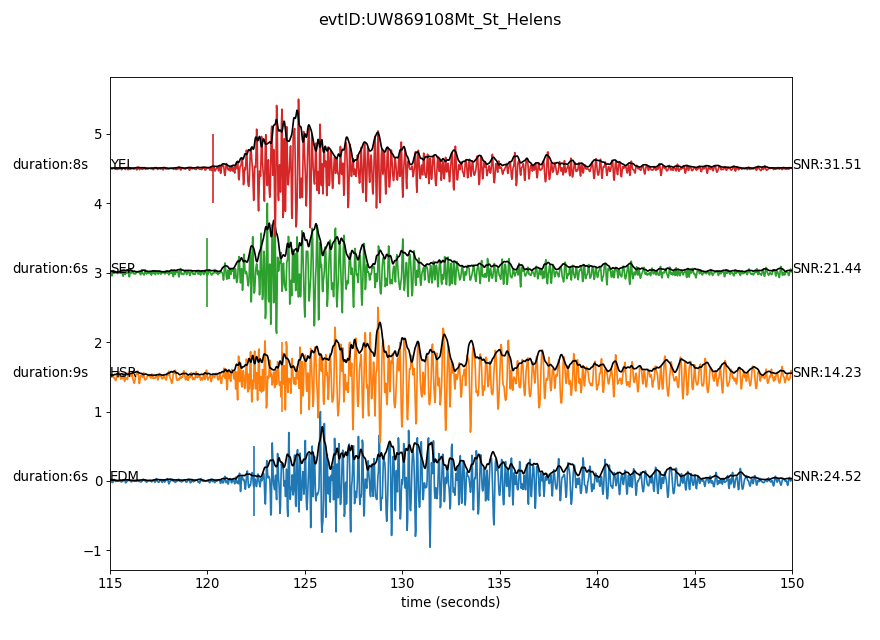 evtID:UW869108Mt_St_Helens
5
duration:8s YEL SNR:31.51
4
duration:6s SEP SNR:21.44
3
2
duration:9s HSR SNR:14.23
1
duration:6s EDM SNR:24.52
0
−1
115 120 125 130 135 140 145 150
time (seconds)